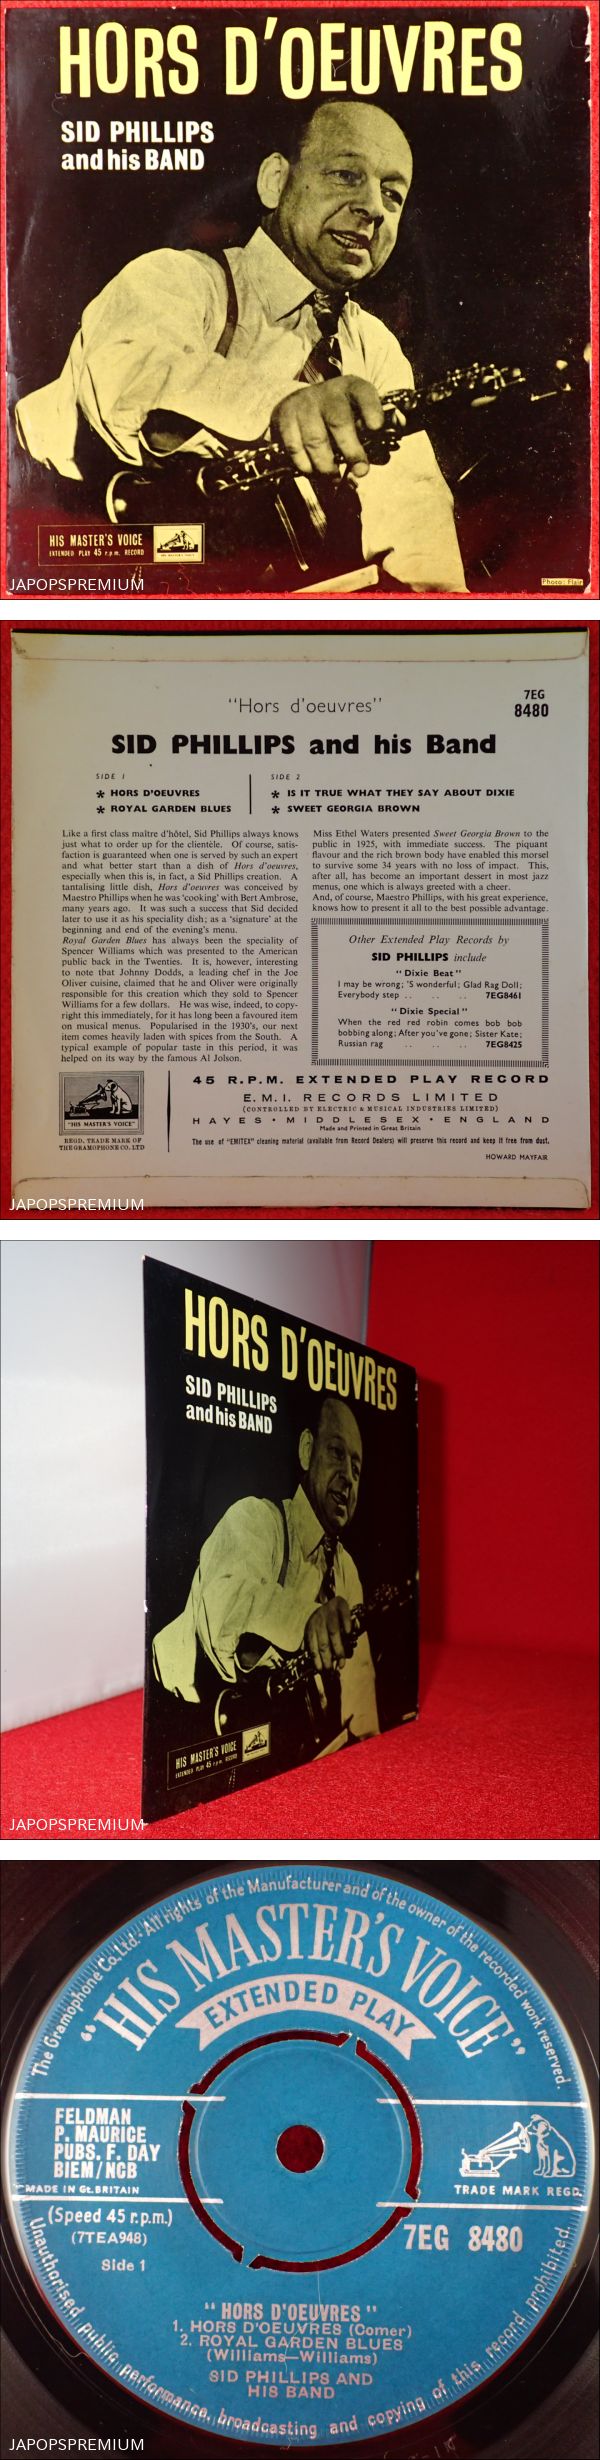 HORS D'OEUVRES
SID PHILLIPS
and his BAND
HIS MASTER'S VOICE
EXTENDED PLAY 45 r.p.m. RECORD
Photo: Flair
JAPOPSPREMIUM
"Hors d'oeuvres"
7EG
8480
SID PHILLIPS and his Band
SIDE 1
* HORS D'OEUVRES
* ROYAL GARDEN BLUES
SIDE 2
* IS IT TRUE WHAT THEY SAY ABOUT DIXIE
* SWEET GEORGIA BROWN
Like a first class maître d'hôtel, Sid Phillips always knows
just what to order up for the clientèle. Of course, satis-
faction is guaranteed when one is served by such an expert
and what better start than a dish of Hors d'oeuvres,
especially when this is, in fact, a Sid Phillips creation. A
tantalising little dish, Hors d'oeuvres was conceived by
Maestro Phillips when he was 'cooking' with Bert Ambrose,
many years ago. It was such a success that Sid decided
later to use it as his speciality dish; as a 'signature' at the
beginning and end of the evening's menu.
Royal Garden Blues has always been the speciality of
Spencer Williams which was presented to the American
public back in the Twenties. It is, however, interesting
to note that Johnny Dodds, a leading chef in the Joe
Oliver cuisine, claimed that he and Oliver were originally
responsible for this creation which they sold to Spencer
Williams for a few dollars. He was wise, indeed, to copy-
right this immediately, for it has long been a favoured item
on musical menus. Popularised in the 1930's, our next
item comes heavily laden with spices from the South. A
typical example of popular taste in this period, it was
helped on its way by the famous Al Jolson.
Miss Ethel Waters presented Sweet Georgia Brown to the
public in 1925, with immediate success. The piquant
flavour and the rich brown body have enabled this morsel
to survive some 34 years with no loss of impact. This,
after all, has become an important dessert in most jazz
menus, one which is always greeted with a cheer.
And, of course, Maestro Phillips, with his great experience,
knows how to present it all to the best possible advantage.
Other Extended Play Records by
SID PHILLIPS include
"Dixie Beat"
I may be wrong; 'S wonderful; Glad Rag Doll;
Everybody step .. .. .. 7EG8461
"Dixie Special"
When the red red robin comes bob bob
bobbing along; After you've gone; Sister Kate;
Russian rag .. .. .. 7EG8425
"HIS MASTER'S VOICE"
REGD. TRADE MARK OF
THE GRAMOPHONE CO. LTD
45 R.P.M. EXTENDED PLAY RECORD
E.M.I. RECORDS LIMITED
(CONTROLLED BY ELECTRIC & MUSICAL INDUSTRIES LIMITED)
HAYES · MIDDLESEX · ENGLAND
Made and Printed in Great Britain
The use of "EMITEX" cleaning material (available from Record Dealers) will preserve this record and keep it free from dust.
HOWARD MAYFAIR
JAPOPSPREMIUM
HORS D'OEUVRES
SID PHILLIPS
and his BAND
HIS MASTER'S VOICE
EXTENDED PLAY 45 r.p.m. RECORD
JAPOPSPREMIUM
The Gramophone Co. Ltd. - All rights of the Manufacturer and of the owner of the recorded work reserved.
"HIS MASTER'S VOICE"
EXTENDED PLAY
FELDMAN
P. MAURICE
PUBS. F. DAY
BIEM/NCB
MADE IN GT. BRITAIN
TRADE MARK REGD.
(Speed 45 r.p.m.)
(7TEA948)
Side 1
7EG 8480
"HORS D'OEUVRES"
1. HORS D'OEUVRES (Comer)
2. ROYAL GARDEN BLUES
(Williams—Williams)
SID PHILLIPS AND
HIS BAND
Unauthorised public performance, broadcasting and copying of this record prohibited.
JAPOPSPREMIUM